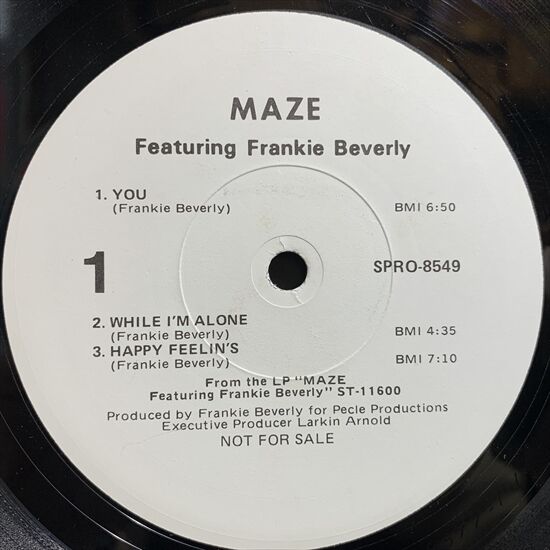 MAZE
Featuring Frankie Beverly
1. YOU
(Frankie Beverly) BMI 6:50
1 SPRO-8549
2. WHILE I'M ALONE
(Frankie Beverly) BMI 4:35
3. HAPPY FEELIN'S
(Frankie Beverly) BMI 7:10
From the LP "MAZE
Featuring Frankie Beverly" ST-11600
Produced by Frankie Beverly for Pecle Productions
Executive Producer Larkin Arnold
NOT FOR SALE